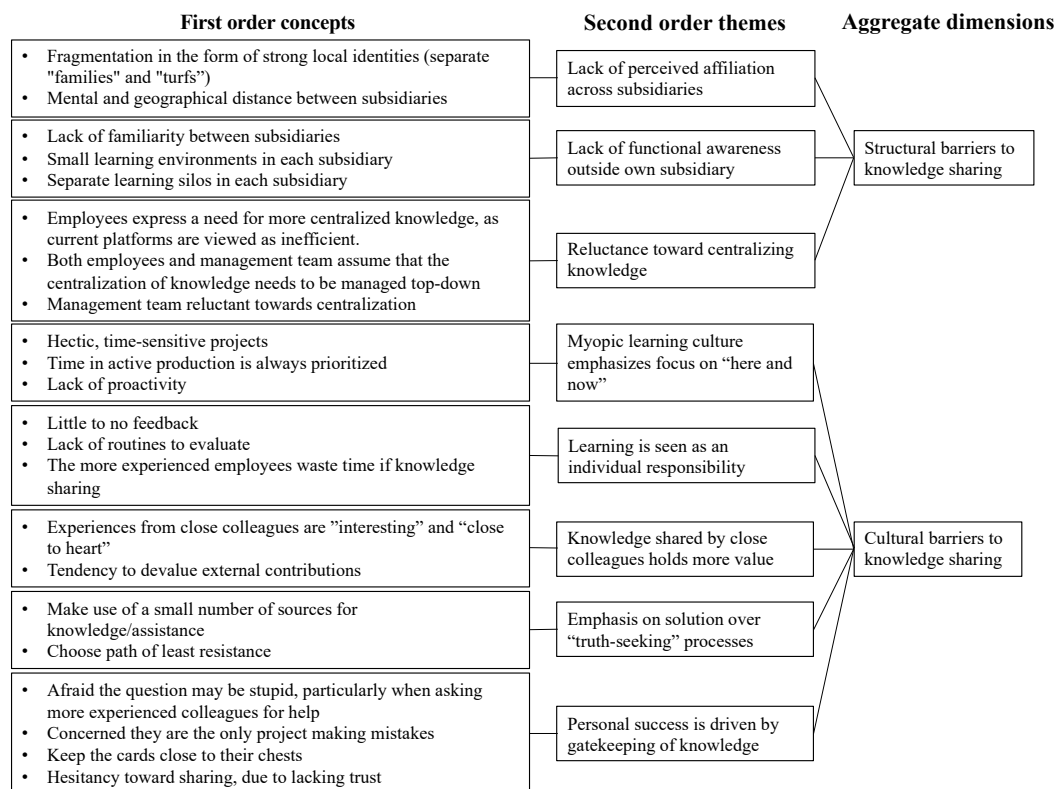 First order concepts
Second order themes
Aggregate dimensions
• Fragmentation in the form of strong local identities (separate
"families" and "turfs”)
• Mental and geographical distance between subsidiaries
Lack of perceived affiliation
across subsidiaries
• Lack of familiarity between subsidiaries
• Small learning environments in each subsidiary
• Separate learning silos in each subsidiary
Lack of functional awareness
outside own subsidiary
Structural barriers to
knowledge sharing
• Employees express a need for more centralized knowledge, as
current platforms are viewed as inefficient.
• Both employees and management team assume that the
centralization of knowledge needs to be managed top-down
• Management team reluctant towards centralization
Reluctance toward centralizing
knowledge
• Hectic, time-sensitive projects
• Time in active production is always prioritized
• Lack of proactivity
Myopic learning culture
emphasizes focus on “here and
now”
• Little to no feedback
• Lack of routines to evaluate
• The more experienced employees waste time if knowledge
sharing
Learning is seen as an
individual responsibility
• Experiences from close colleagues are ”interesting” and “close
to heart”
• Tendency to devalue external contributions
Knowledge shared by close
colleagues holds more value
Cultural barriers to
knowledge sharing
• Make use of a small number of sources for
knowledge/assistance
• Choose path of least resistance
Emphasis on solution over
“truth-seeking” processes
• Afraid the question may be stupid, particularly when asking
more experienced colleagues for help
• Concerned they are the only project making mistakes
• Keep the cards close to their chests
• Hesitancy toward sharing, due to lacking trust
Personal success is driven by
gatekeeping of knowledge